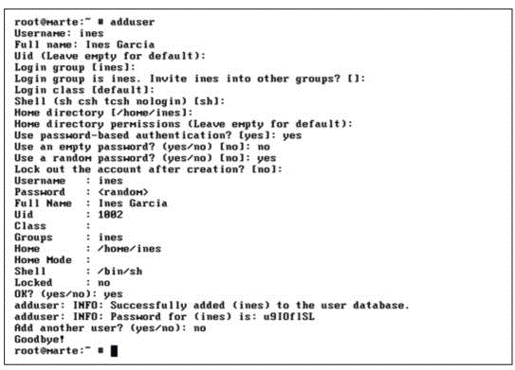 root@marte:~ # adduser
Username: ines
Full name: Ines Garcia
Uid (Leave empty for default):
Login group [ines]:
Login group is ines. Invite ines into other groups? []:
Login class [default]:
Shell (sh csh tcsh nologin) [sh]:
Home directory [/home/ines]:
Home directory permissions (Leave empty for default):
Use password-based authentication? [yes]: yes
Use an empty password? (yes/no) [no]: no
Use a random password? (yes/no) [no]: yes
Lock out the account after creation? [no]:
Username : ines
Password : <random>
Full Name : Ines Garcia
Uid : 1002
Class :
Groups : ines
Home : /home/ines
Home Mode :
Shell : /bin/sh
Locked : no
OK? (yes/no): yes
adduser: INFO: Successfully added (ines) to the user database.
adduser: INFO: Password for (ines) is:
Add another user? (yes/no): no
Goodbye!
root@marte:~ #